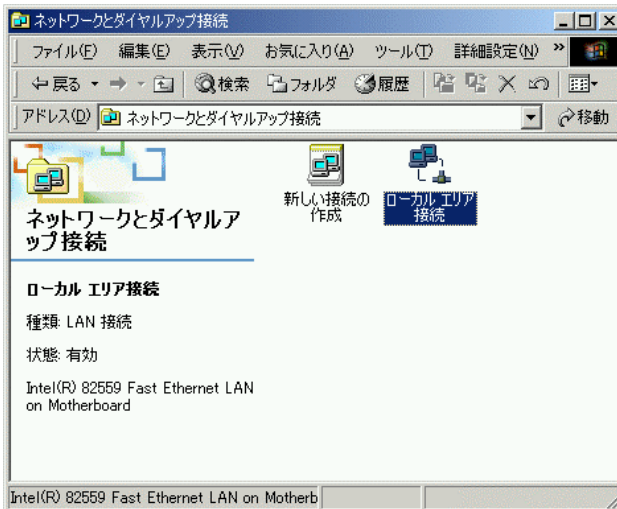 ネットワークとダイヤルアップ接続
ファイル(F) 編集(E) 表示(V) お気に入り(A) ツール(T) 詳細設定(N) »
戻る 検索 フォルダ 履歴
アドレス(D) ネットワークとダイヤルアップ接続 移動
ネットワークとダイヤルア
ップ接続
ローカル エリア接続
種類: LAN 接続
状態: 有効
Intel(R) 82559 Fast Ethernet LAN
on Motherboard
新しい接続の
作成
ローカル エリア
接続
Intel(R) 82559 Fast Ethernet LAN on Motherb